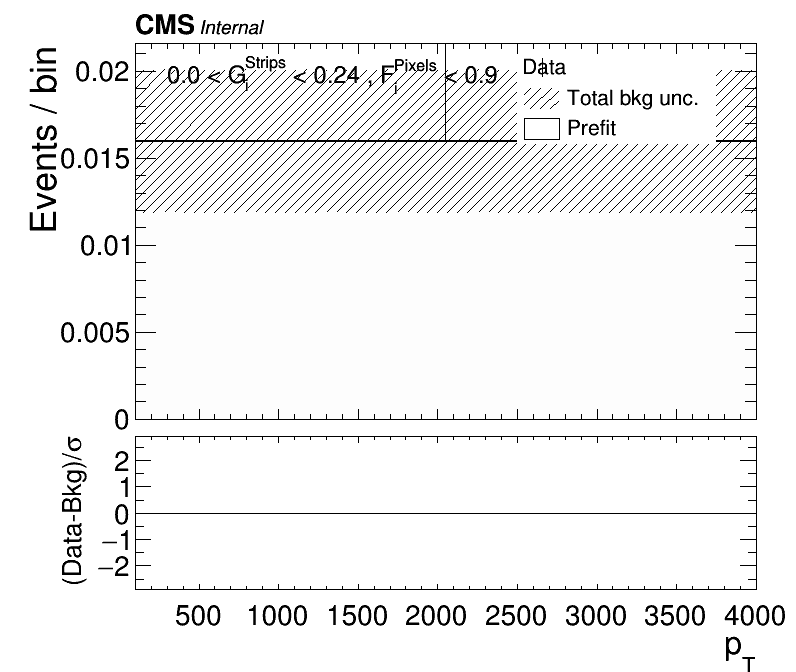 CMS Internal
0.0 < G_i^Strips < 0.24 , F_i^Pixels < 0.9
Data
Total bkg unc.
Prefit
Events / bin
0.02
0.015
0.01
0.005
0
(Data-Bkg)/σ
2
1
0
−1
−2
500 1000 1500 2000 2500 3000 3500 4000
p_T